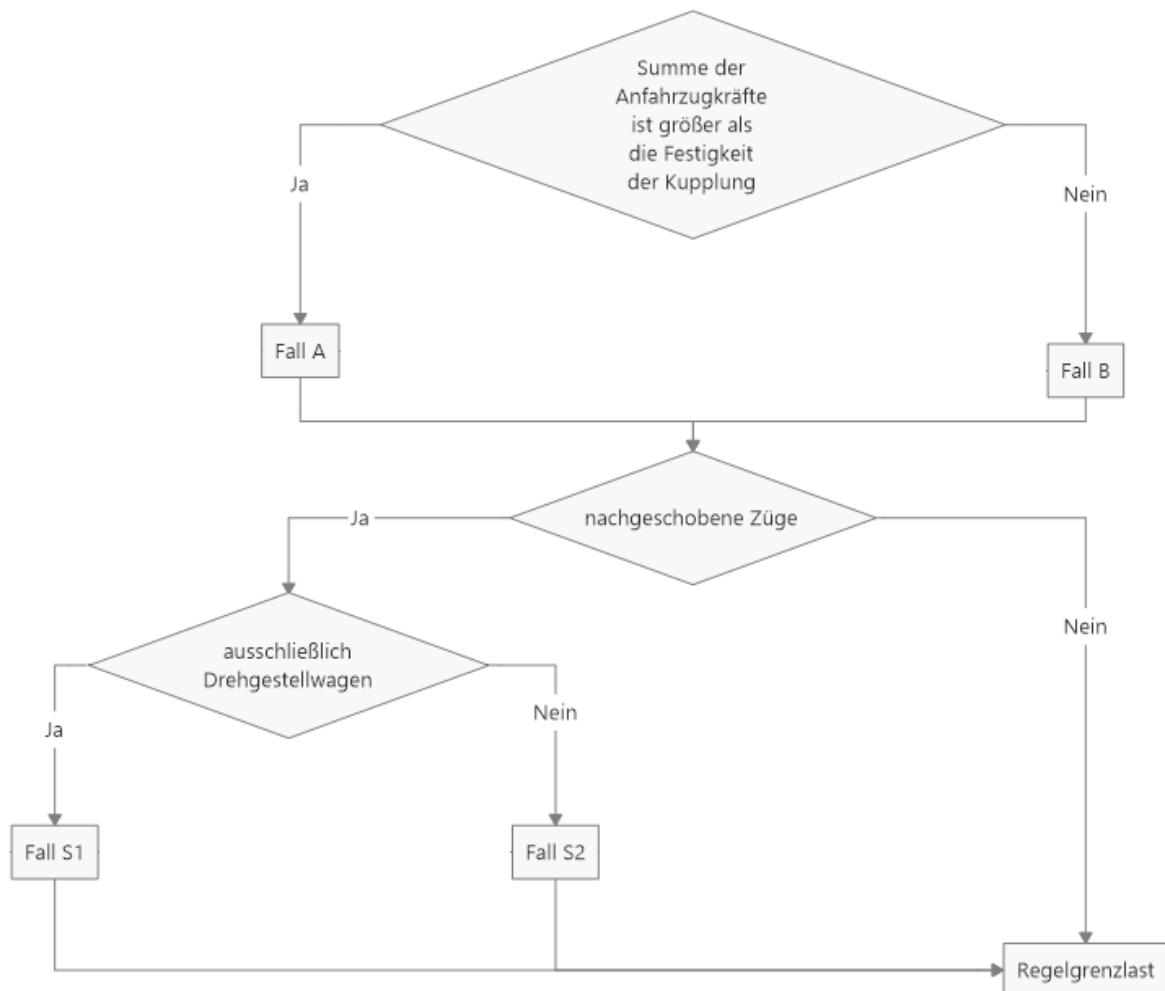 Summe der
Anfahrzugkräfte
ist größer als
die Festigkeit
der Kupplung
Ja
Nein
Fall A
Fall B
nachgeschobene Züge
Ja
Nein
ausschließlich
Drehgestellwagen
Ja
Nein
Fall S1
Fall S2
Regelgrenzlast